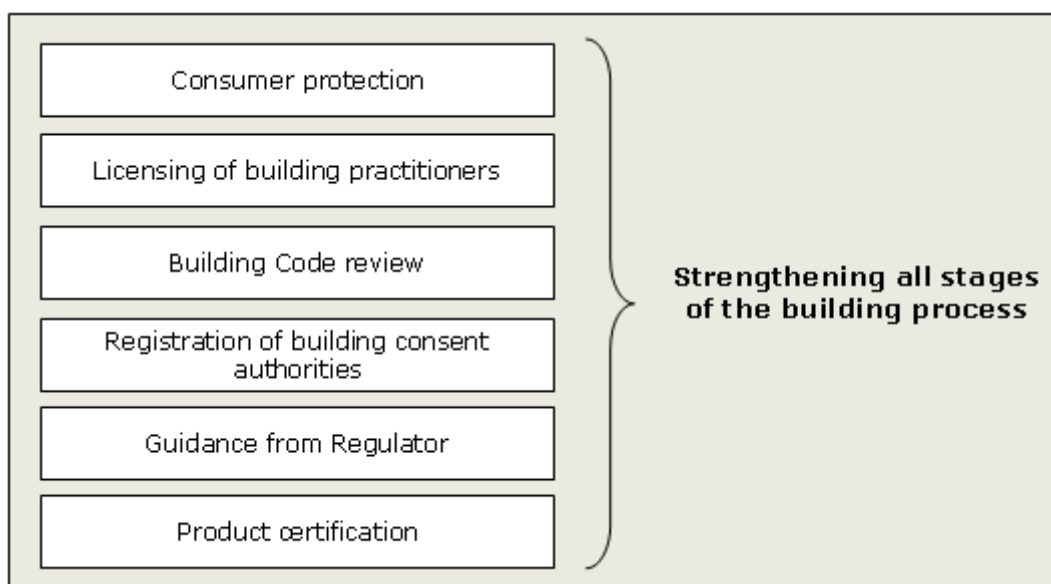 Consumer protection
Licensing of building practitioners
Building Code review
Registration of building consent
authorities
Guidance from Regulator
Product certification
Strengthening all stages
of the building process